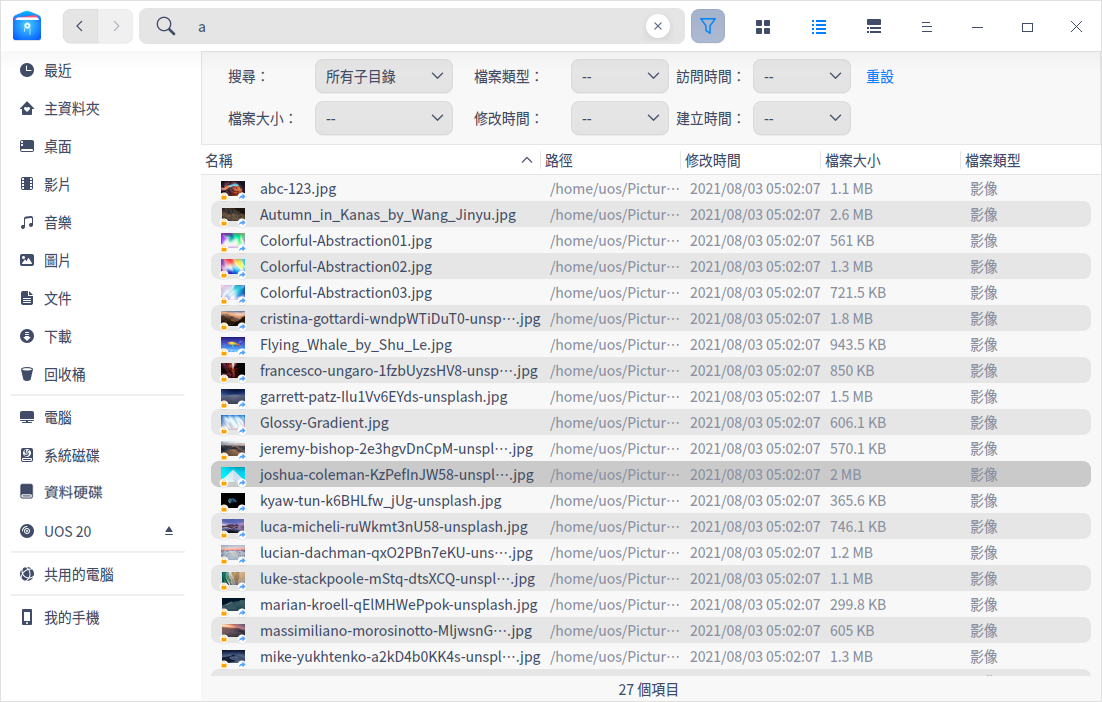 a
最近
主資料夾
桌面
影片
音樂
圖片
文件
下載
回收桶
電腦
系統磁碟
資料硬碟
UOS 20
共用的電腦
我的手機
搜尋： 所有子目錄 檔案類型： -- 訪問時間： -- 重設
檔案大小： -- 修改時間： -- 建立時間： --
名稱 路徑 修改時間 檔案大小 檔案類型
abc-123.jpg /home/uos/Pictur··· 2021/08/03 05:02:07 1.1 MB 影像
Autumn_in_Kanas_by_Wang_Jinyu.jpg /home/uos/Pictur··· 2021/08/03 05:02:07 2.6 MB 影像
Colorful-Abstraction01.jpg /home/uos/Pictur··· 2021/08/03 05:02:07 561 KB 影像
Colorful-Abstraction02.jpg /home/uos/Pictur··· 2021/08/03 05:02:07 1.3 MB 影像
Colorful-Abstraction03.jpg /home/uos/Pictur··· 2021/08/03 05:02:07 721.5 KB 影像
cristina-gottardi-wndpWTiDuT0-unsp···.jpg /home/uos/Pictur··· 2021/08/03 05:02:07 1.8 MB 影像
Flying_Whale_by_Shu_Le.jpg /home/uos/Pictur··· 2021/08/03 05:02:07 943.5 KB 影像
francesco-ungaro-1fzbUyzsHV8-unsp···.jpg /home/uos/Pictur··· 2021/08/03 05:02:07 850 KB 影像
garrett-patz-Ilu1Vv6EYds-unsplash.jpg /home/uos/Pictur··· 2021/08/03 05:02:07 1.5 MB 影像
Glossy-Gradient.jpg /home/uos/Pictur··· 2021/08/03 05:02:07 606.1 KB 影像
jeremy-bishop-2e3hgvDnCpM-unspl···.jpg /home/uos/Pictur··· 2021/08/03 05:02:07 570.1 KB 影像
joshua-coleman-KzPefInJW58-unspl···.jpg /home/uos/Pictur··· 2021/08/03 05:02:07 2 MB 影像
kyaw-tun-k6BHLfw_jUg-unsplash.jpg /home/uos/Pictur··· 2021/08/03 05:02:07 365.6 KB 影像
luca-micheli-ruWkmt3nU58-unsplash.jpg /home/uos/Pictur··· 2021/08/03 05:02:07 746.1 KB 影像
lucian-dachman-qxO2PBn7eKU-uns···.jpg /home/uos/Pictur··· 2021/08/03 05:02:07 1.2 MB 影像
luke-stackpoole-mStq-dtsXCQ-unspl···.jpg /home/uos/Pictur··· 2021/08/03 05:02:07 1.1 MB 影像
marian-kroell-qElMHWePpok-unsplash.jpg /home/uos/Pictur··· 2021/08/03 05:02:07 299.8 KB 影像
massimiliano-morosinotto-MljwsnG···.jpg /home/uos/Pictur··· 2021/08/03 05:02:07 605 KB 影像
mike-yukhtenko-a2kD4b0KK4s-unspl···.jpg /home/uos/Pictur··· 2021/08/03 05:02:07 1.3 MB 影像
27 個項目